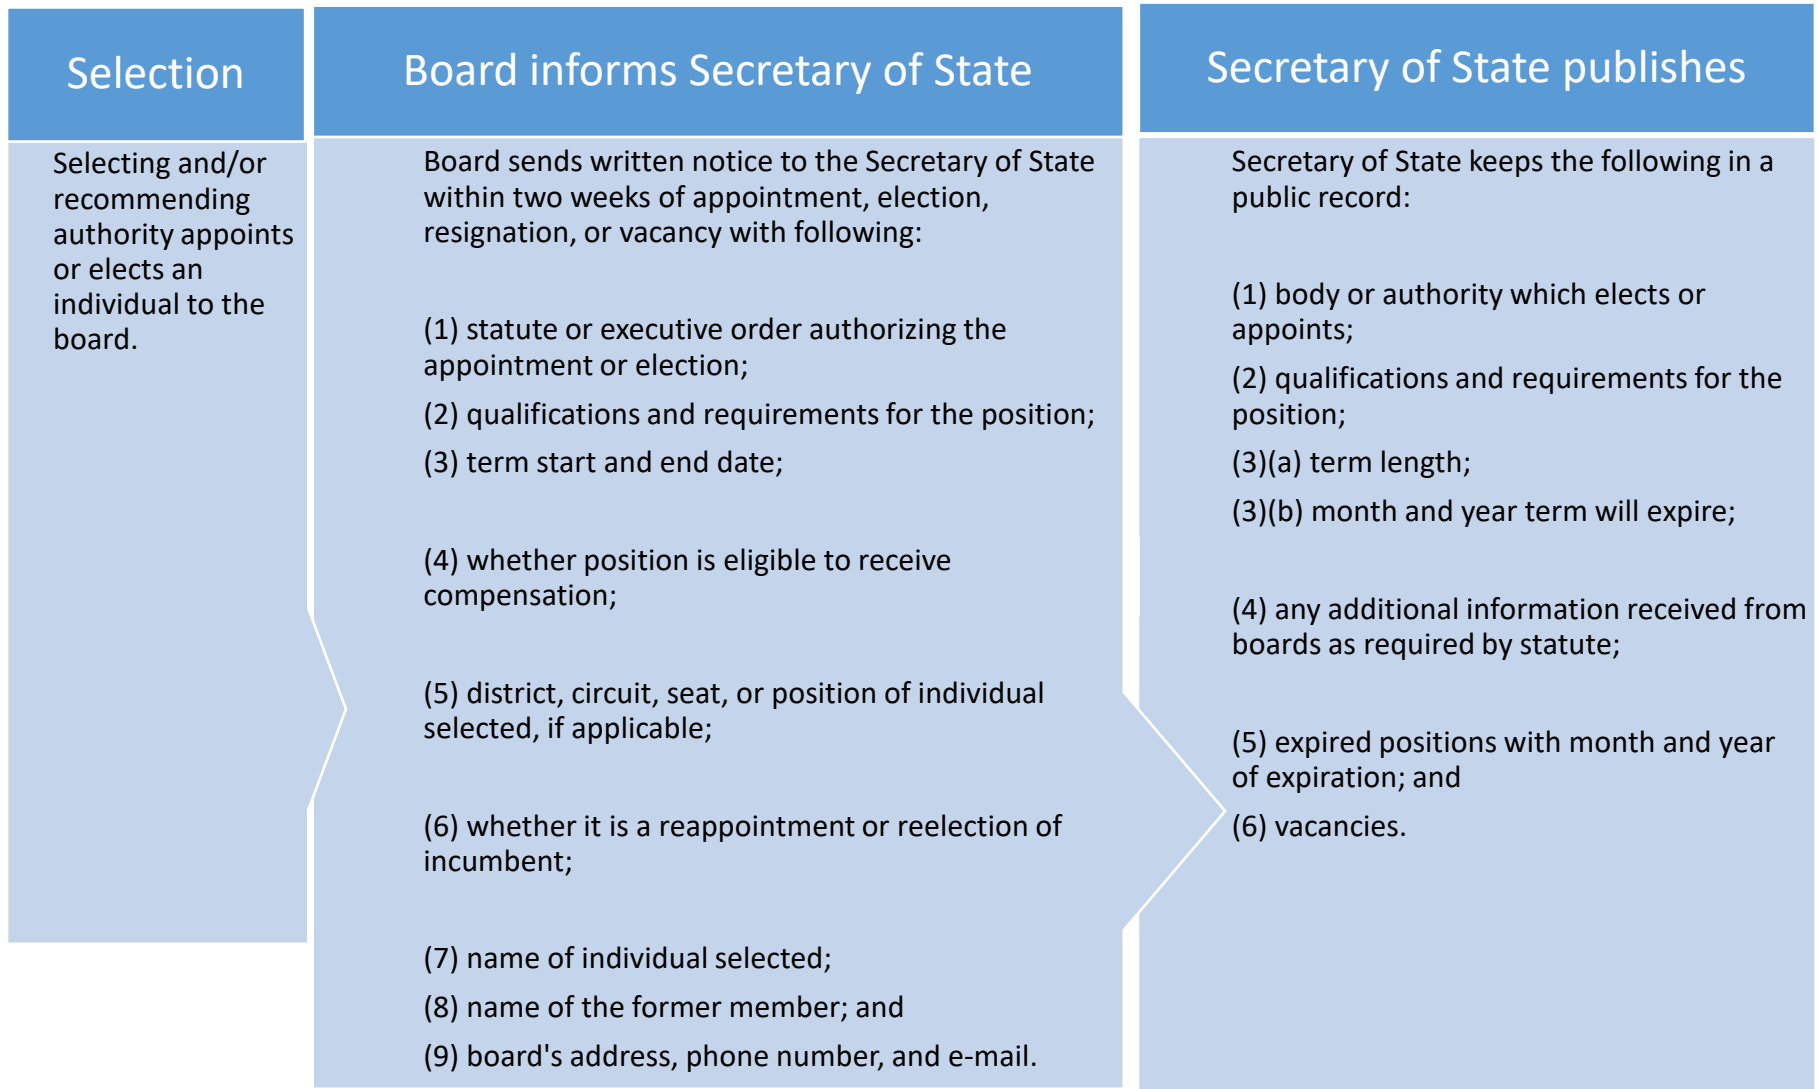 Selection
Selecting and/or
recommending
authority appoints
or elects an
individual to the
board.
Board informs Secretary of State
Board sends written notice to the Secretary of State
within two weeks of appointment, election,
resignation, or vacancy with following:
(1) statute or executive order authorizing the
appointment or election;
(2) qualifications and requirements for the position;
(3) term start and end date;
(4) whether position is eligible to receive
compensation;
(5) district, circuit, seat, or position of individual
selected, if applicable;
(6) whether it is a reappointment or reelection of
incumbent;
(7) name of individual selected;
(8) name of the former member; and
(9) board's address, phone number, and e-mail.
Secretary of State publishes
Secretary of State keeps the following in a
public record:
(1) body or authority which elects or
appoints;
(2) qualifications and requirements for the
position;
(3)(a) term length;
(3)(b) month and year term will expire;
(4) any additional information received from
boards as required by statute;
(5) expired positions with month and year
of expiration; and
(6) vacancies.